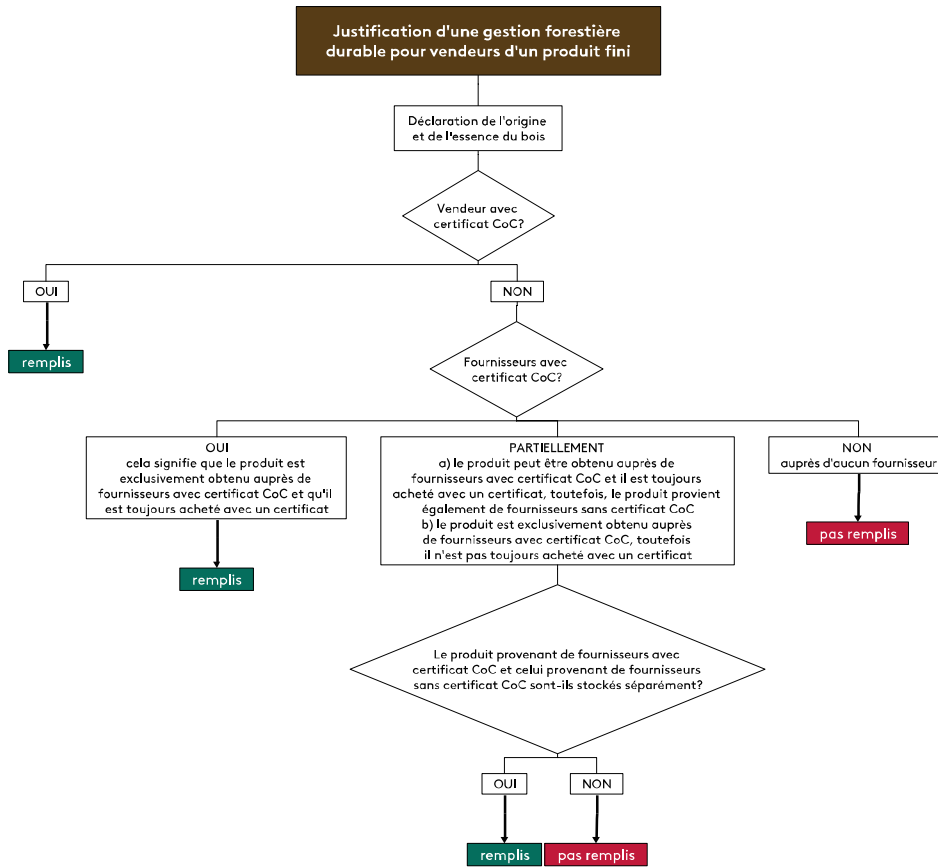 Justification d'une gestion forestière
durable pour vendeurs d'un produit fini
Déclaration de l'origine
et de l'essence du bois
Vendeur avec
certificat CoC?
OUI
NON
remplis
Fournisseurs avec
certificat CoC?
OUI
cela signifie que le produit est
exclusivement obtenu auprès de
fournisseurs avec certificat CoC et qu'il
est toujours acheté avec un certificat
PARTIELLEMENT
a) le produit peut être obtenu auprès de
fournisseurs avec certificat CoC et il est toujours
acheté avec un certificat, toutefois, le produit provient
également de fournisseurs sans certificat CoC
b) le produit est exclusivement obtenu auprès
de fournisseurs avec certificat CoC, toutefois
il n'est pas toujours acheté avec un certificat
NON
auprès d'aucun fournisseur
pas remplis
remplis
Le produit provenant de fournisseurs avec
certificat CoC et celui provenant de fournisseurs
sans certificat CoC sont-ils stockés séparément?
OUI
NON
remplis
pas remplis